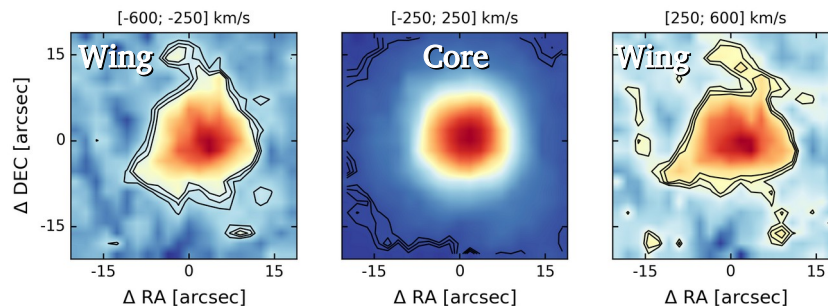 [-600; -250] km/s
[-250; 250] km/s
[250; 600] km/s
Wing
Core
Wing
15
0
-15
Δ DEC [arcsec]
-15
0
15
-15
0
15
-15
0
15
Δ RA [arcsec]
Δ RA [arcsec]
Δ RA [arcsec]